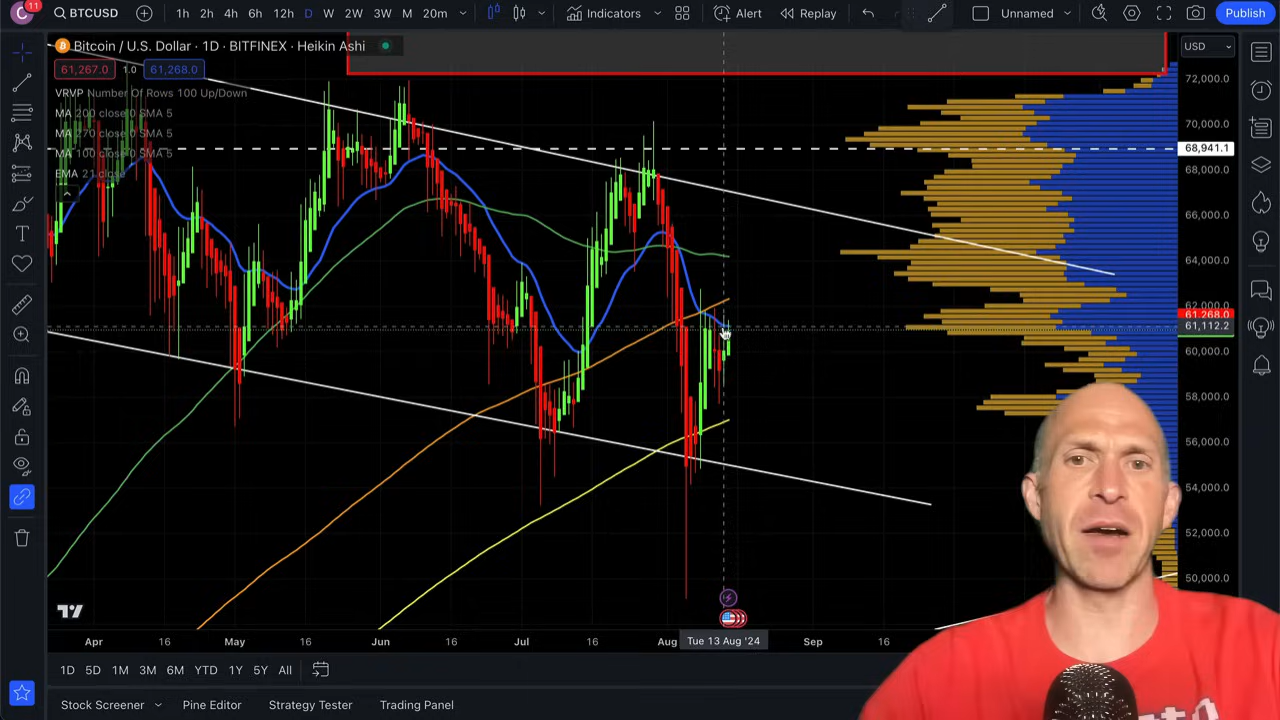 C 11 BTCUSD 1h 2h 4h 6h 12h D W 2W 3W M 20m Indicators Alert Replay Unnamed Publish
Bitcoin / U.S. Dollar · 1D · BITFINEX · Heikin Ashi
USD
61,267.0 1.0 61,268.0
VRVP Number Of Rows 100 Up/Down
MA 200 close 0 SMA 5
MA 270 close 0 SMA 5
MA 100 close 0 SMA 5
EMA 21 close
72,000.0
70,000.0
68,941.1
68,000.0
66,000.0
64,000.0
62,000.0
61,268.0
61,112.2
60,000.0
58,000.0
56,000.0
54,000.0
52,000.0
50,000.0
Apr 16 May 16 Jun 16 Jul 16 Aug Tue 13 Aug '24 Sep 16
1D 5D 1M 3M 6M YTD 1Y 5Y All
Stock Screener Pine Editor Strategy Tester Trading Panel